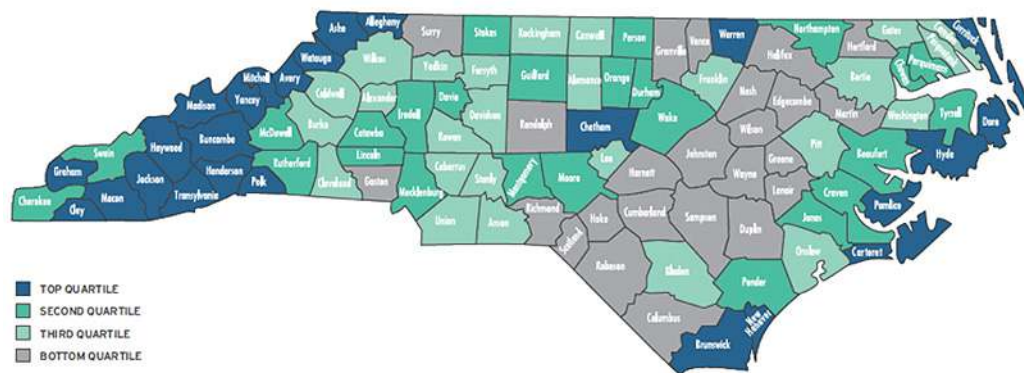 Ashe
Alleghany
Surry
Stokes
Rockingham
Caswell
Person
Granville
Vance
Warren
Northampton
Gates
Camden
Currituck
Halifax
Hertford
Pasquotank
Perquimans
Chowan
Watauga
Wilkes
Yadkin
Forsyth
Guilford
Alamance
Orange
Durham
Franklin
Bertie
Mitchell
Avery
Caldwell
Alexander
Davie
Nash
Edgecombe
Martin
Washington
Tyrrell
Dare
Madison
Yancey
Iredell
Davidson
Randolph
Chatham
Wake
Wilson
Burke
McDowell
Catawba
Rowan
Pitt
Beaufort
Hyde
Buncombe
Haywood
Swain
Lincoln
Lee
Johnston
Greene
Graham
Jackson
Henderson
Rutherford
Cleveland
Gaston
Cabarrus
Stanly
Montgomery
Moore
Harnett
Wayne
Lenoir
Craven
Pamlico
Cherokee
Clay
Macon
Transylvania
Polk
Mecklenburg
Union
Anson
Richmond
Scotland
Hoke
Cumberland
Sampson
Duplin
Jones
Onslow
Carteret
Robeson
Bladen
Pender
Columbus
Brunswick
New Hanover
TOP QUARTILE
SECOND QUARTILE
THIRD QUARTILE
BOTTOM QUARTILE